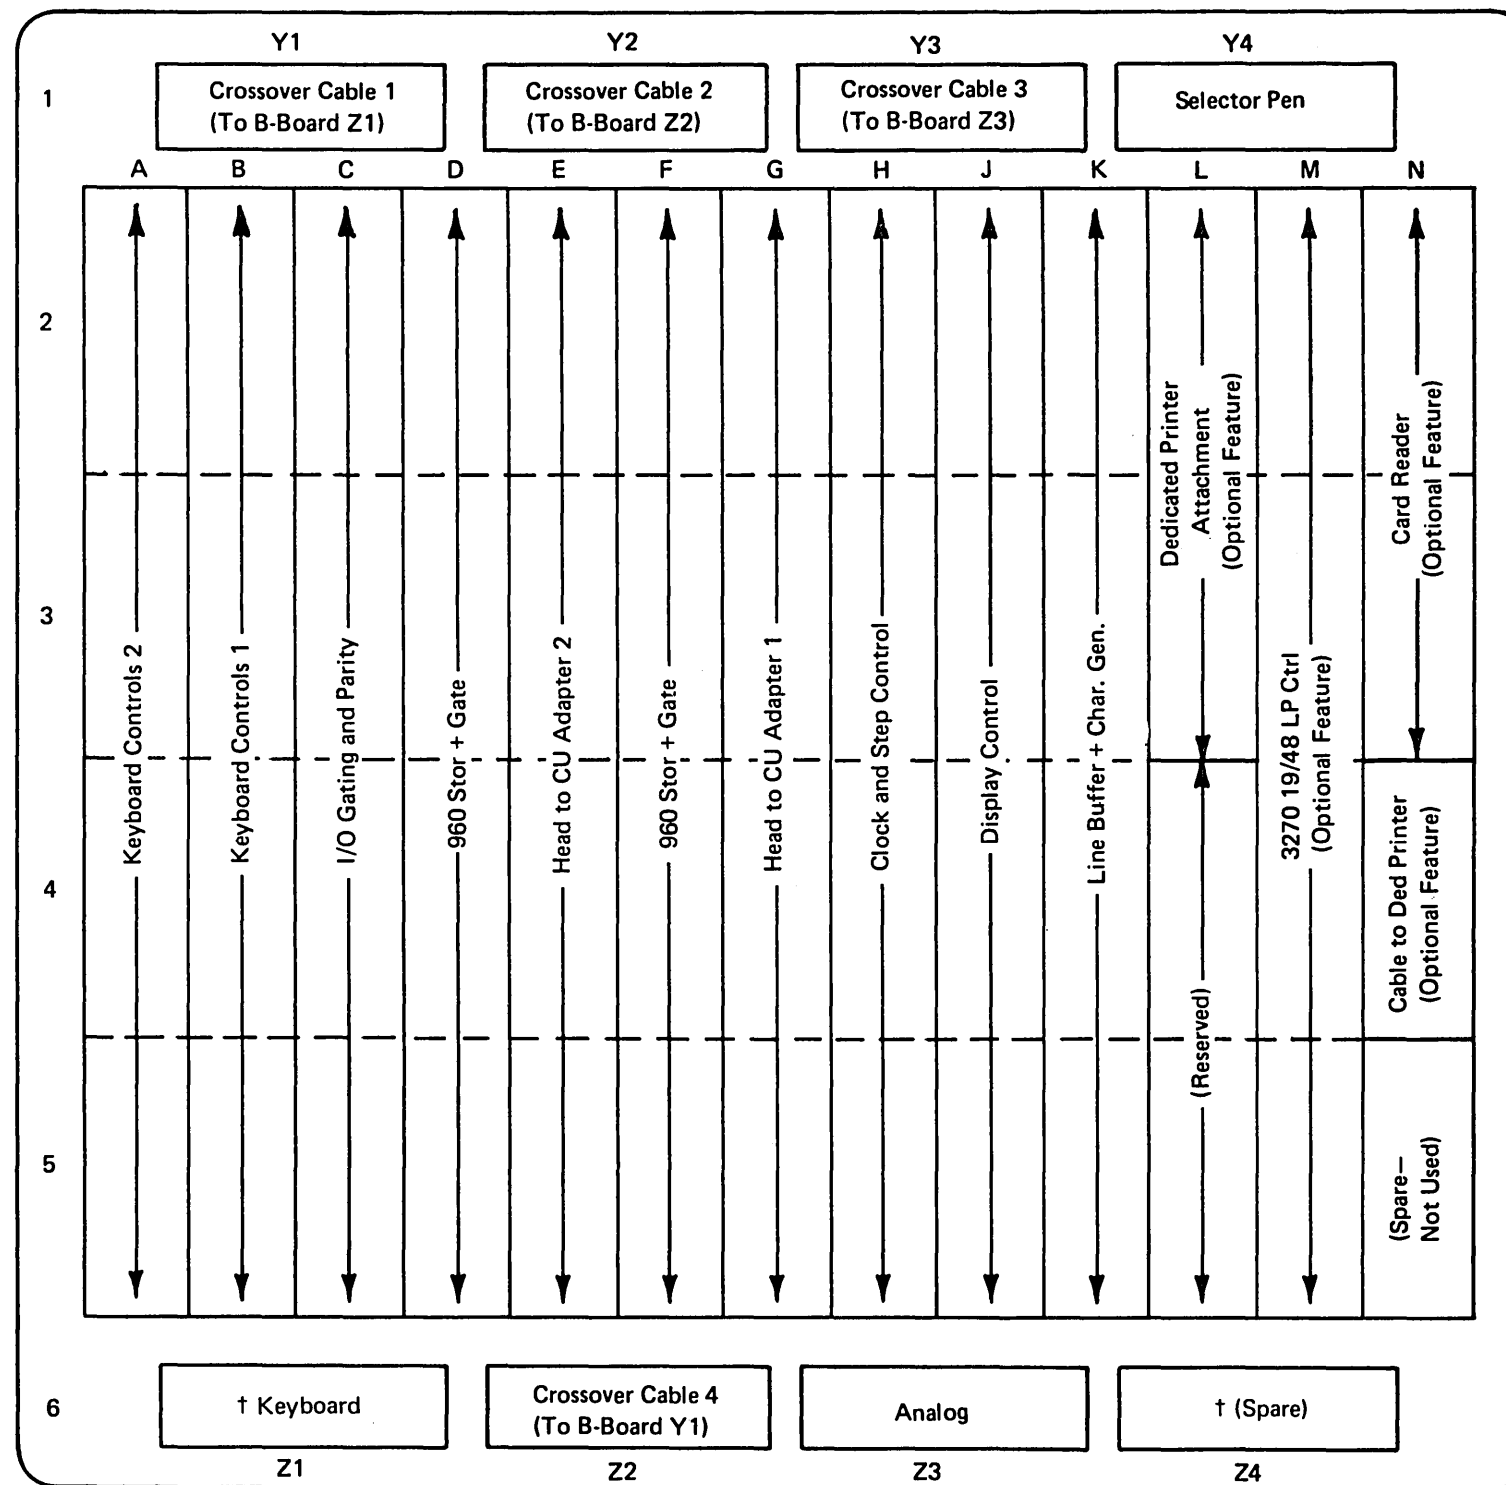 Y1 Y2 Y3 Y4
1
Crossover Cable 1
(To B-Board Z1)
Crossover Cable 2
(To B-Board Z2)
Crossover Cable 3
(To B-Board Z3)
Selector Pen
A B C D E F G H J K L M N
2
3
4
5
Keyboard Controls 2
Keyboard Controls 1
I/O Gating and Parity
960 Stor + Gate
Head to CU Adapter 2
960 Stor + Gate
Head to CU Adapter 1
Clock and Step Control
Display Control
Line Buffer + Char. Gen.
Dedicated Printer
Attachment
(Optional Feature)
(Reserved)
3270 19/48 LP Ctrl
(Optional Feature)
Card Reader
(Optional Feature)
Cable to Ded Printer
(Optional Feature)
(Spare—
Not Used)
6
† Keyboard
Crossover Cable 4
(To B-Board Y1)
Analog
† (Spare)
Z1 Z2 Z3 Z4